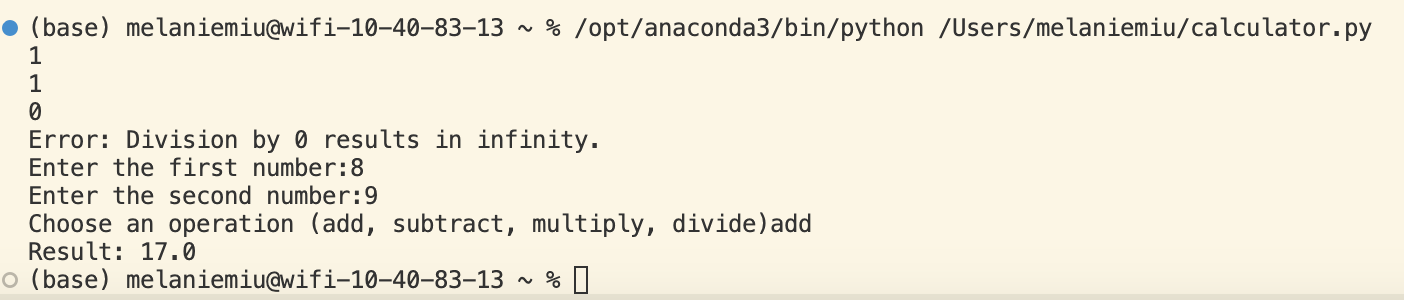 (base) melaniemiu@wifi-10-40-83-13 ~ % /opt/anaconda3/bin/python /Users/melaniemiu/calculator.py
1
1
0
Error: Division by 0 results in infinity.
Enter the first number:8
Enter the second number:9
Choose an operation (add, subtract, multiply, divide)add
Result: 17.0
(base) melaniemiu@wifi-10-40-83-13 ~ %